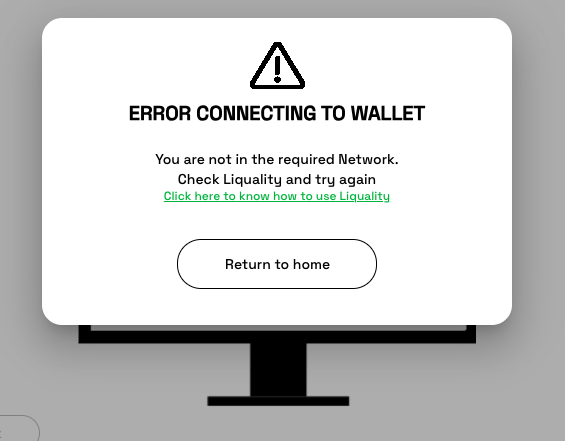 ERROR CONNECTING TO WALLET
You are not in the required Network.
Check Liquality and try again
Click here to know how to use Liquality
Return to home